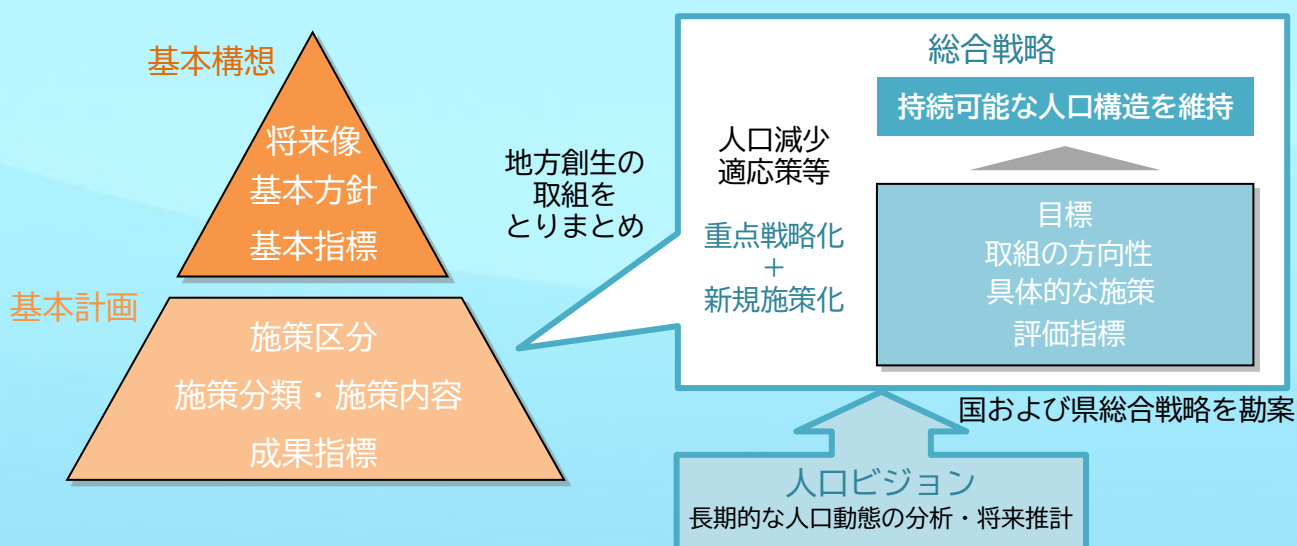 基本構想
将来像
基本方針
基本指標
基本計画
施策区分
施策分類・施策内容
成果指標
地方創生の
取組を
とりまとめ
総合戦略
持続可能な人口構造を維持
人口減少
適応策等
重点戦略化
＋
新規施策化
目標
取組の方向性
具体的な施策
評価指標
国および県総合戦略を勘案
人口ビジョン
長期的な人口動態の分析・将来推計